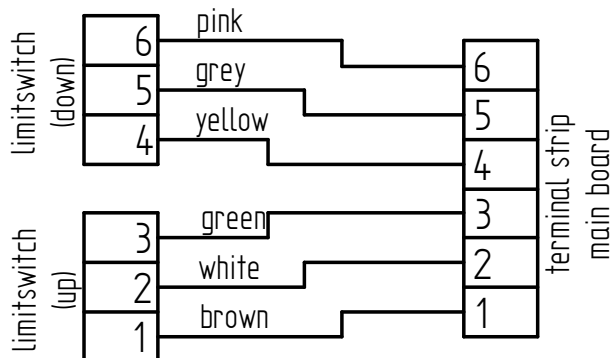 Limitswitch
(down)
6 pink
5 grey
4 yellow
Limitswitch
(up)
3 green
2 white
1 brown
6
5
4
3
2
1
terminal strip
main board